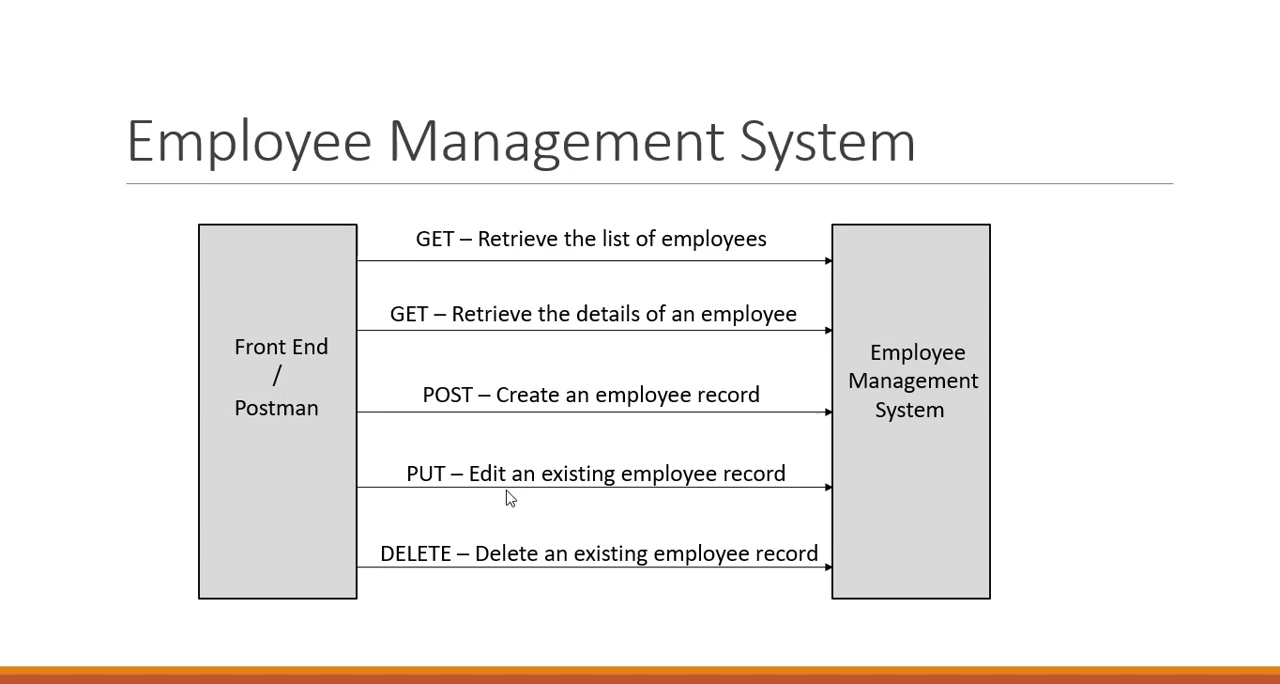 Employee Management System
GET – Retrieve the list of employees
GET – Retrieve the details of an employee
Front End
/
Postman
Employee
Management
System
POST – Create an employee record
PUT – Edit an existing employee record
DELETE – Delete an existing employee record